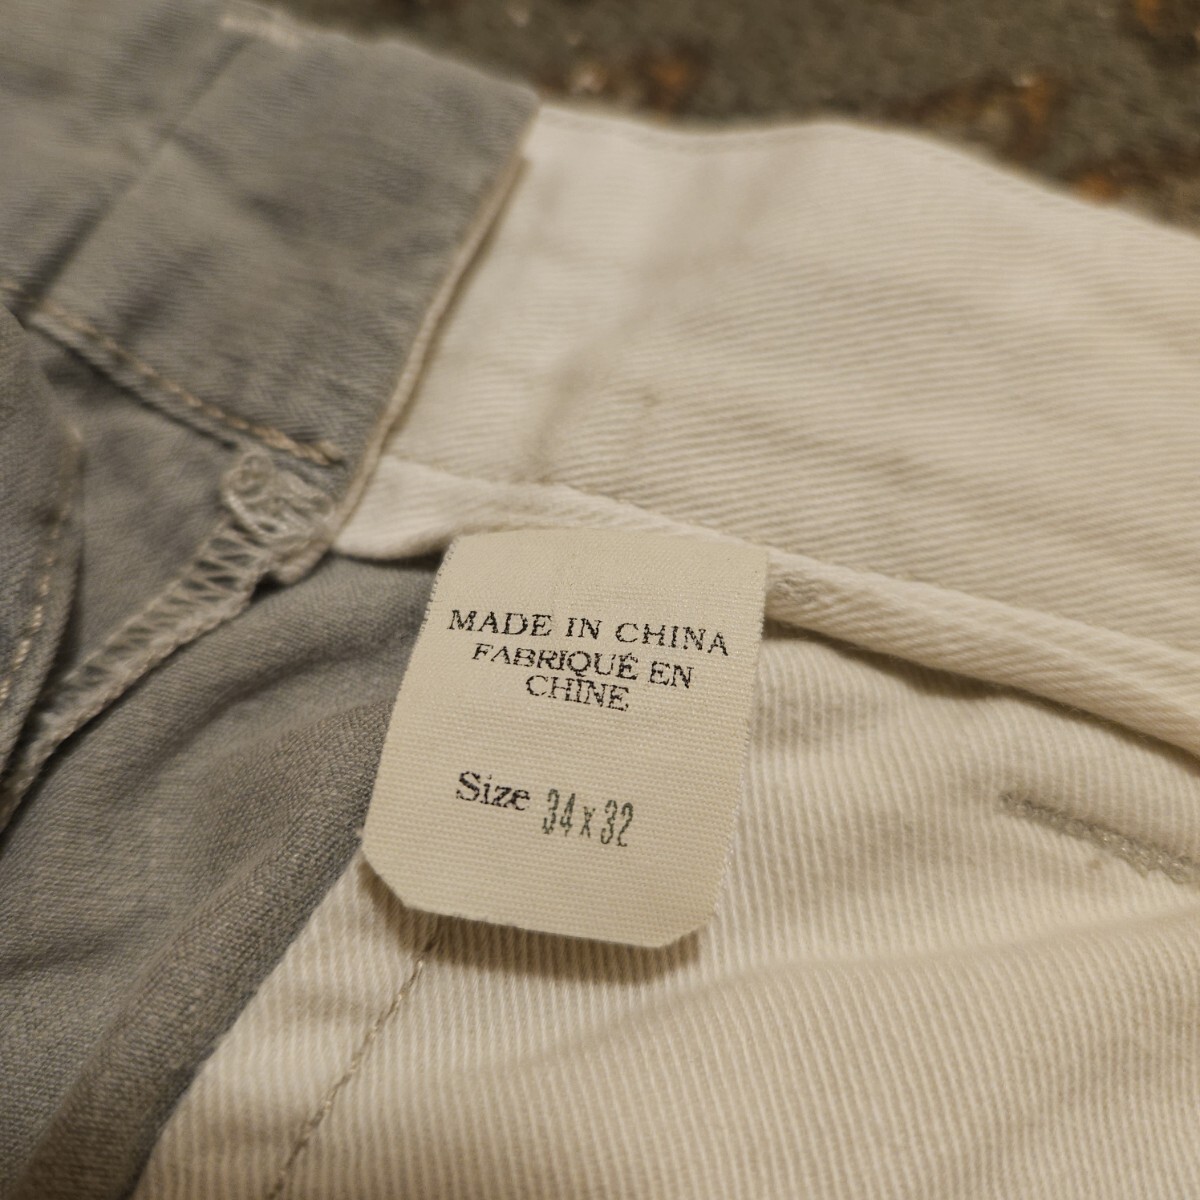 MADE IN CHINA
FABRIQUÉ EN
CHINE
Size 34 x 32